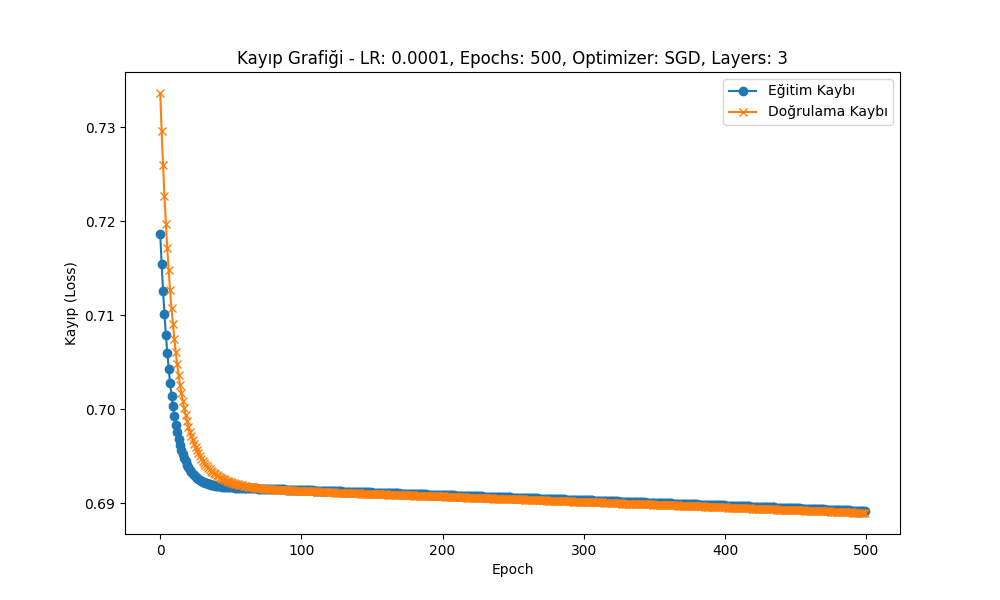 Kayıp Grafiği - LR: 0.0001, Epochs: 500, Optimizer: SGD, Layers: 3
Eğitim Kaybı
Doğrulama Kaybı
0.73
0.72
0.71
0.70
0.69
Kayıp (Loss)
0 100 200 300 400 500
Epoch